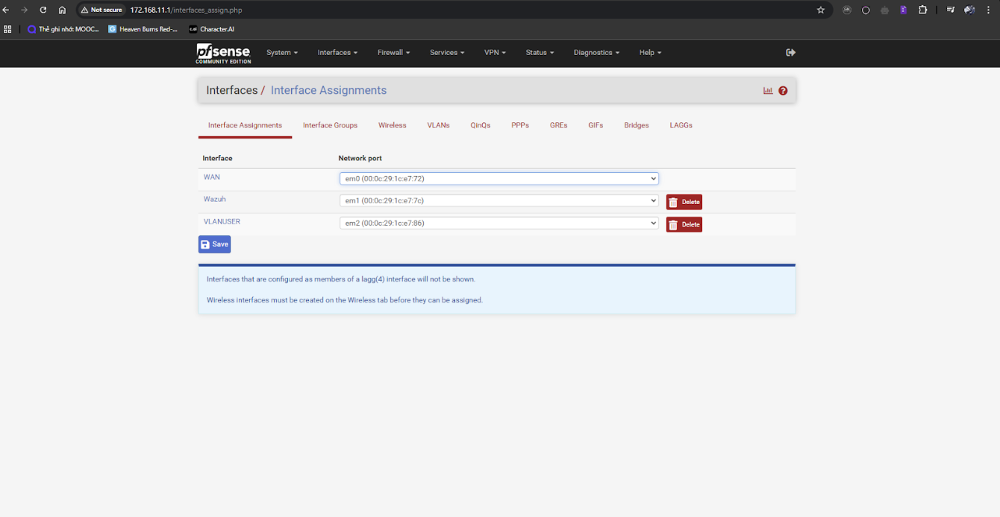 Not secure 172.168.11.1/interfaces_assign.php
Thẻ ghi nhớ: MOOC... Heaven Burns Red-... c.ai Character.AI
pfsense COMMUNITY EDITION System Interfaces Firewall Services VPN Status Diagnostics Help
Interfaces / Interface Assignments
Interface Assignments Interface Groups Wireless VLANs QinQs PPPs GREs GIFs Bridges LAGGs
Interface Network port
WAN em0 (00:0c:29:1c:e7:72)
Wazuh em1 (00:0c:29:1c:e7:7c) Delete
VLANUSER em2 (00:0c:29:1c:e7:86) Delete
Save
Interfaces that are configured as members of a lagg(4) interface will not be shown.
Wireless interfaces must be created on the Wireless tab before they can be assigned.